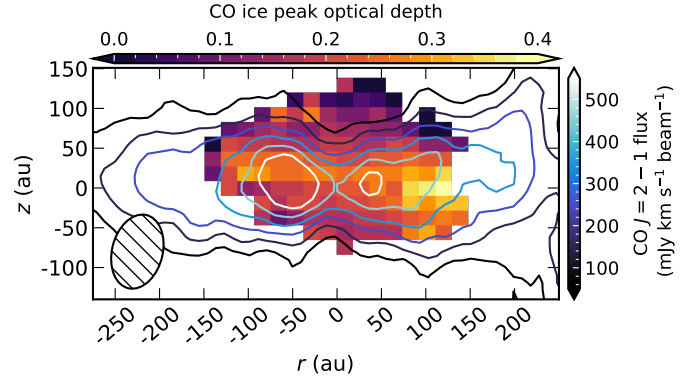 CO ice peak optical depth
0.0 0.1 0.2 0.3 0.4
150
100
50
0
-50
-100
z (au)
-250 -200 -150 -100 -50 0 50 100 150 200
r (au)
500
400
300
200
100
CO J = 2 − 1 flux
(mJy km s⁻¹ beam⁻¹)